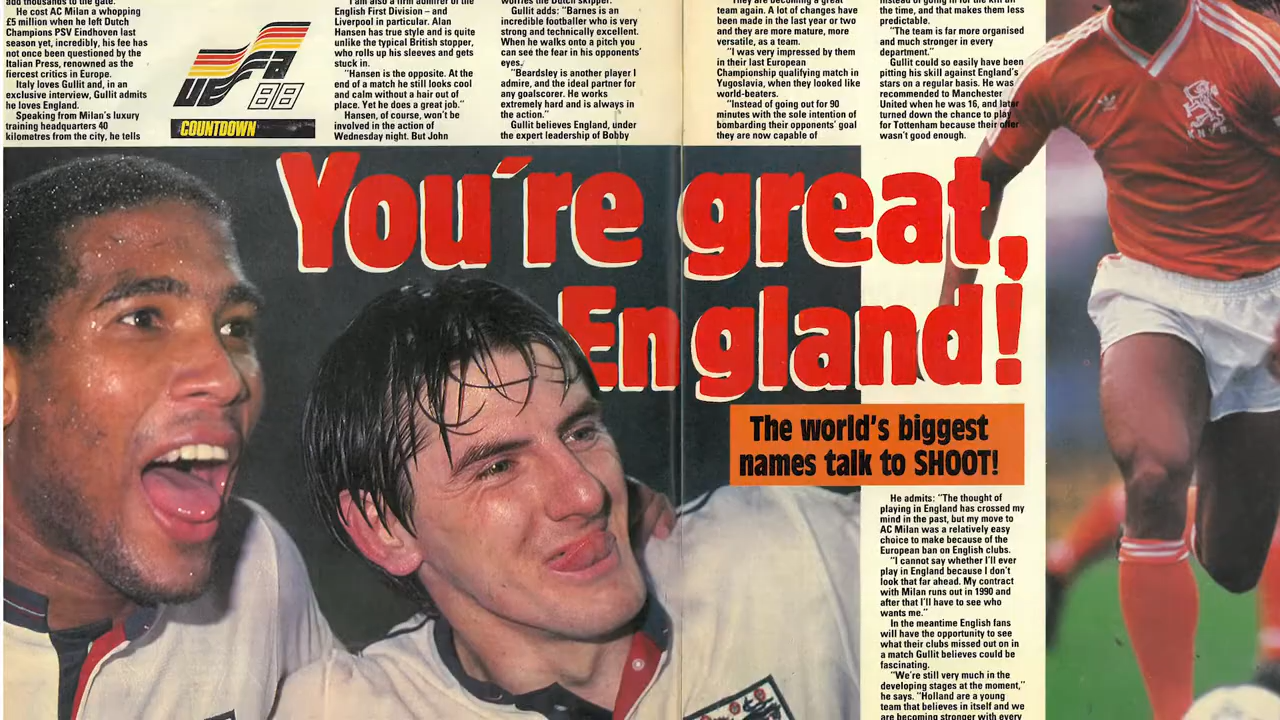 add thousands to the gate.
He cost AC Milan a whopping
£5 million when he left Dutch
Champions PSV Eindhoven last
season yet, incredibly, his fee has
not once been questioned by the
Italian Press, renowned as the
fiercest critics in Europe.
Italy loves Gullit and, in an
exclusive interview, Gullit admits
he loves England.
Speaking from Milan's luxury
training headquarters 40
kilometres from the city, he tells
UEFA
88
COUNTDOWN
I am also a firm admirer of the
English First Division – and
Liverpool in particular. Alan
Hansen has true style and is quite
unlike the typical British stopper,
who rolls up his sleeves and gets
stuck in.
"Hansen is the opposite. At the
end of a match he still looks cool
and calm without a hair out of
place. Yet he does a great job."
Hansen, of course, won't be
involved in the action of
Wednesday night. But John
worries the Dutch skipper.
Gullit adds: "Barnes is an
incredible footballer who is very
strong and technically excellent.
When he walks onto a pitch you
can see the fear in his opponents'
eyes.
"Beardsley is another player I
admire, and the ideal partner for
any goalscorer. He works
extremely hard and is always in
the action."
Gullit believes England, under
the expert leadership of Bobby
They are becoming a great
team again. A lot of changes have
been made in the last year or two
and they are more mature, more
versatile, as a team.
"I was very impressed by them
in their last European
Championship qualifying match in
Yugoslavia, when they looked like
world-beaters.
"Instead of going out for 90
minutes with the sole intention of
bombarding their opponents' goal
they are now capable of
instead of going in for the kill all
the time, and that makes them less
predictable.
"The team is far more organised
and much stronger in every
department."
Gullit could so easily have been
pitting his skill against England's
stars on a regular basis. He was
recommended to Manchester
United when he was 16, and later
turned down the chance to play
for Tottenham because their offer
wasn't good enough.
K.N.V.B.
You're great,
England!
The world's biggest
names talk to SHOOT!
He admits: "The thought of
playing in England has crossed my
mind in the past, but my move to
AC Milan was a relatively easy
choice to make because of the
European ban on English clubs.
"I cannot say whether I'll ever
play in England because I don't
look that far ahead. My contract
with Milan runs out in 1990 and
after that I'll have to see who
wants me."
In the meantime English fans
will have the opportunity to see
what their clubs missed out on in
a match Gullit believes could be
fascinating.
"We're still very much in the
developing stages at the moment,"
he says. "Holland are a young
team that believes in itself and we
are becoming stronger with every